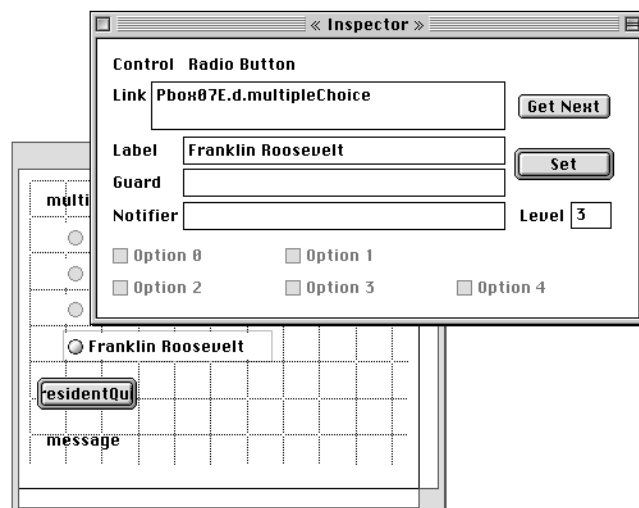 « Inspector »
Control Radio Button
Link Pbox07E.d.multipleChoice
Get Next
Label Franklin Roosevelt
Set
Guard
Notifier
Level 3
Option 0 Option 1
Option 2 Option 3 Option 4
multi
Franklin Roosevelt
residentQui
message